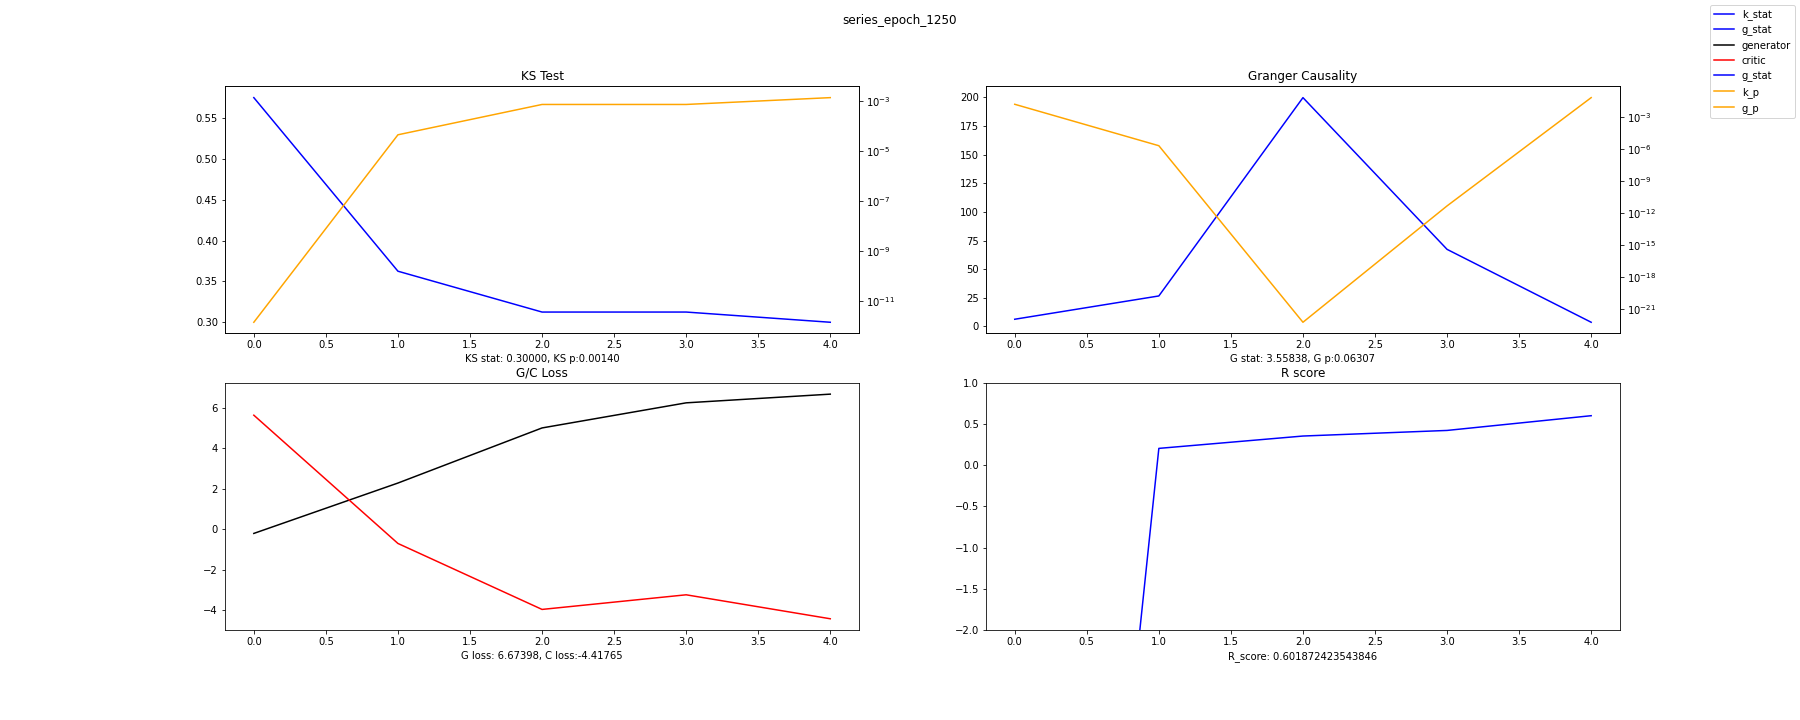 series_epoch_1250
k_stat
g_stat
generator
critic
g_stat
k_p
g_p
KS Test
0.55
0.50
0.45
0.40
0.35
0.30
10⁻³
10⁻⁵
10⁻⁷
10⁻⁹
10⁻¹¹
0.0 0.5 1.0 1.5 2.0 2.5 3.0 3.5 4.0
KS stat: 0.30000, KS p:0.00140
Granger Causality
200
175
150
125
100
75
50
25
0
10⁻³
10⁻⁶
10⁻⁹
10⁻¹²
10⁻¹⁵
10⁻¹⁸
10⁻²¹
0.0 0.5 1.0 1.5 2.0 2.5 3.0 3.5 4.0
G stat: 3.55838, G p:0.06307
G/C Loss
6
4
2
0
−2
−4
0.0 0.5 1.0 1.5 2.0 2.5 3.0 3.5 4.0
G loss: 6.67398, C loss:-4.41765
R score
1.0
0.5
0.0
−0.5
−1.0
−1.5
−2.0
0.0 0.5 1.0 1.5 2.0 2.5 3.0 3.5 4.0
R_score: 0.601872423543846